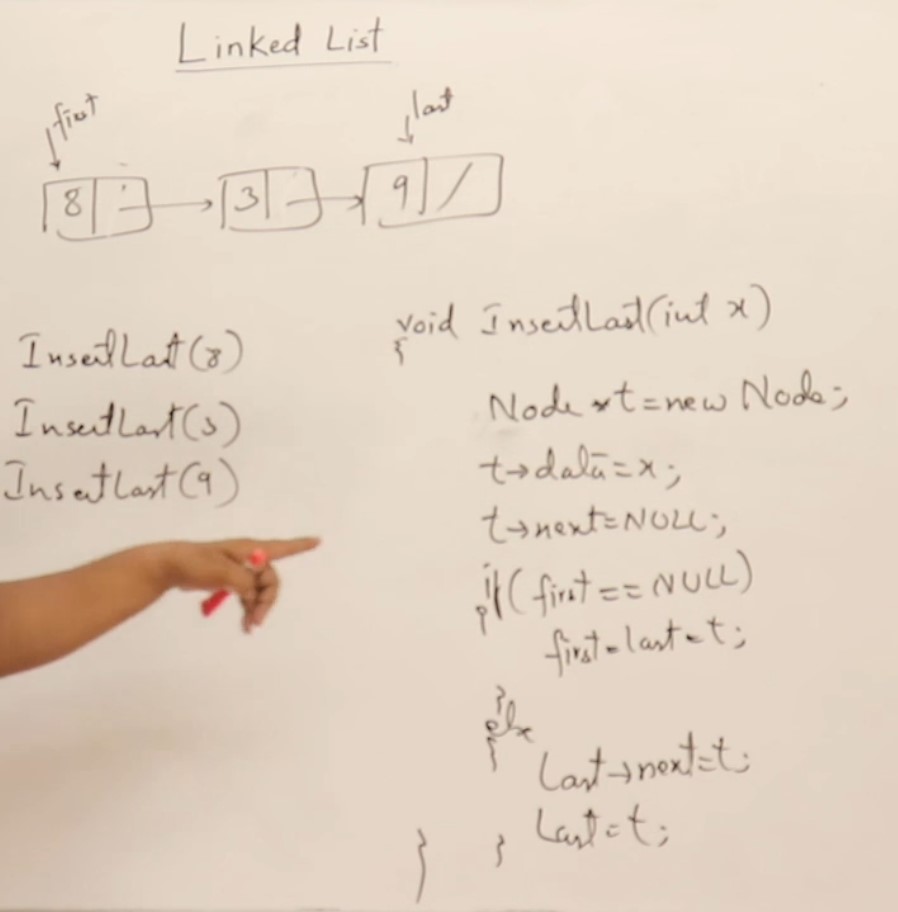 Linked List
first
last
8
3
9 /
InsertLast(8)
InsertLast(3)
InsertLast(9)
void InsertLast(int x)
{
Node *t=new Node;
t→data=x;
t→next=NULL;
if(first==NULL)
{
first=last=t;
}
else
{
Last→next=t;
Last=t;
}
}